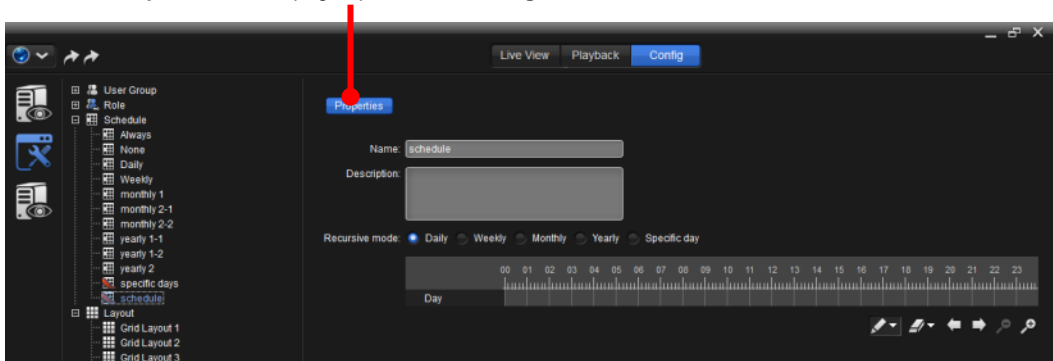 Live View Playback Config
User Group
Role
Schedule
Always
None
Daily
Weekly
monthly 1
monthly 2-1
monthly 2-2
yearly 1-1
yearly 1-2
yearly 2
specific days
schedule
Layout
Grid Layout 1
Grid Layout 2
Grid Layout 3
Properties
Name: schedule
Description:
Recursive mode: Daily Weekly Monthly Yearly Specific day
00 01 02 03 04 05 06 07 08 09 10 11 12 13 14 15 16 17 18 19 20 21 22 23
Day